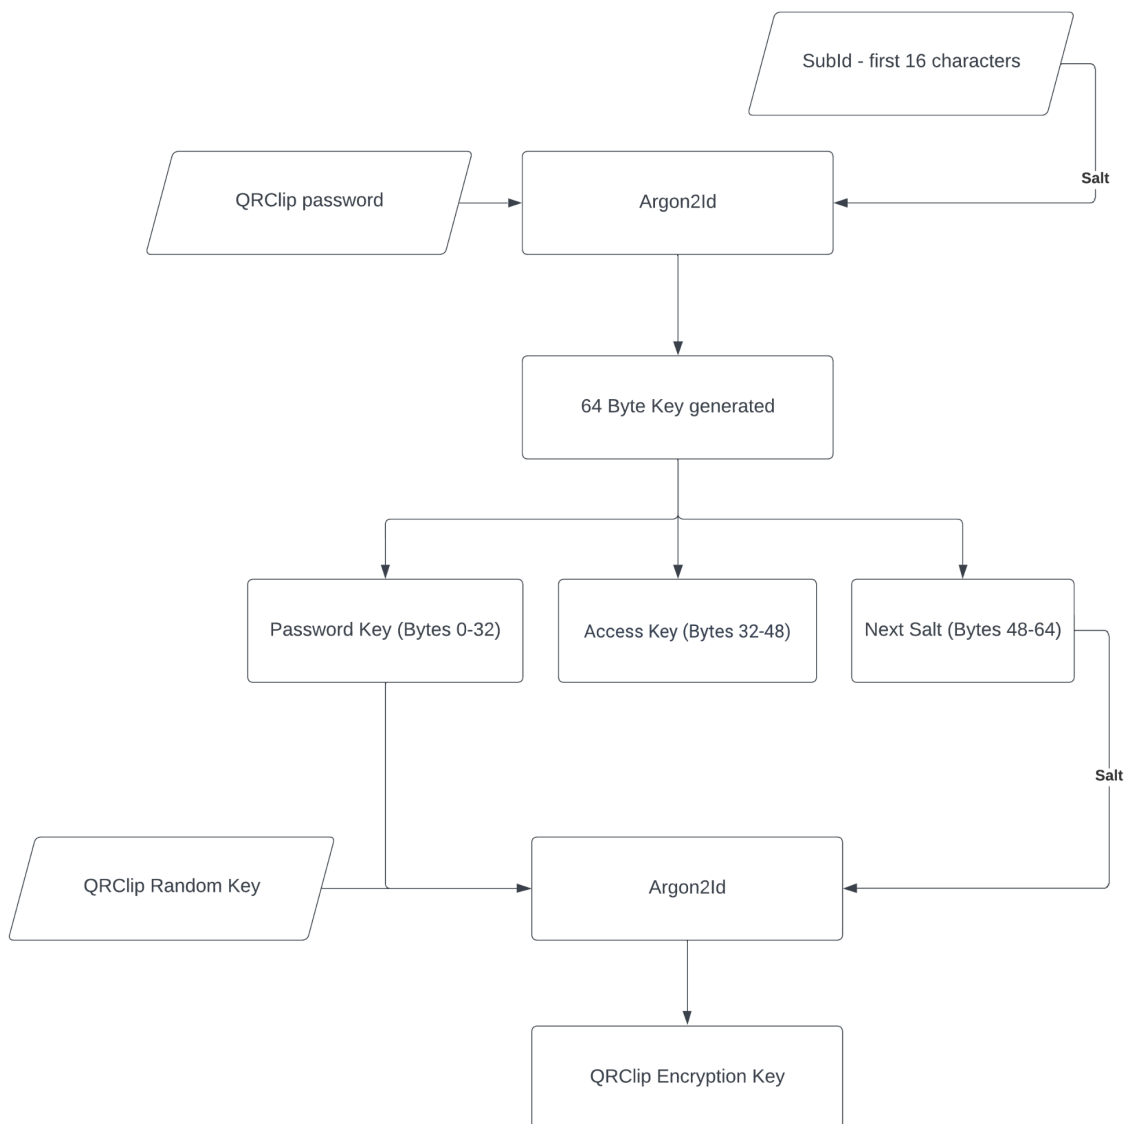 SubId - first 16 characters
Salt
QRClip password
Argon2Id
64 Byte Key generated
Password Key (Bytes 0-32)
Access Key (Bytes 32-48)
Next Salt (Bytes 48-64)
Salt
QRClip Random Key
Argon2Id
QRClip Encryption Key